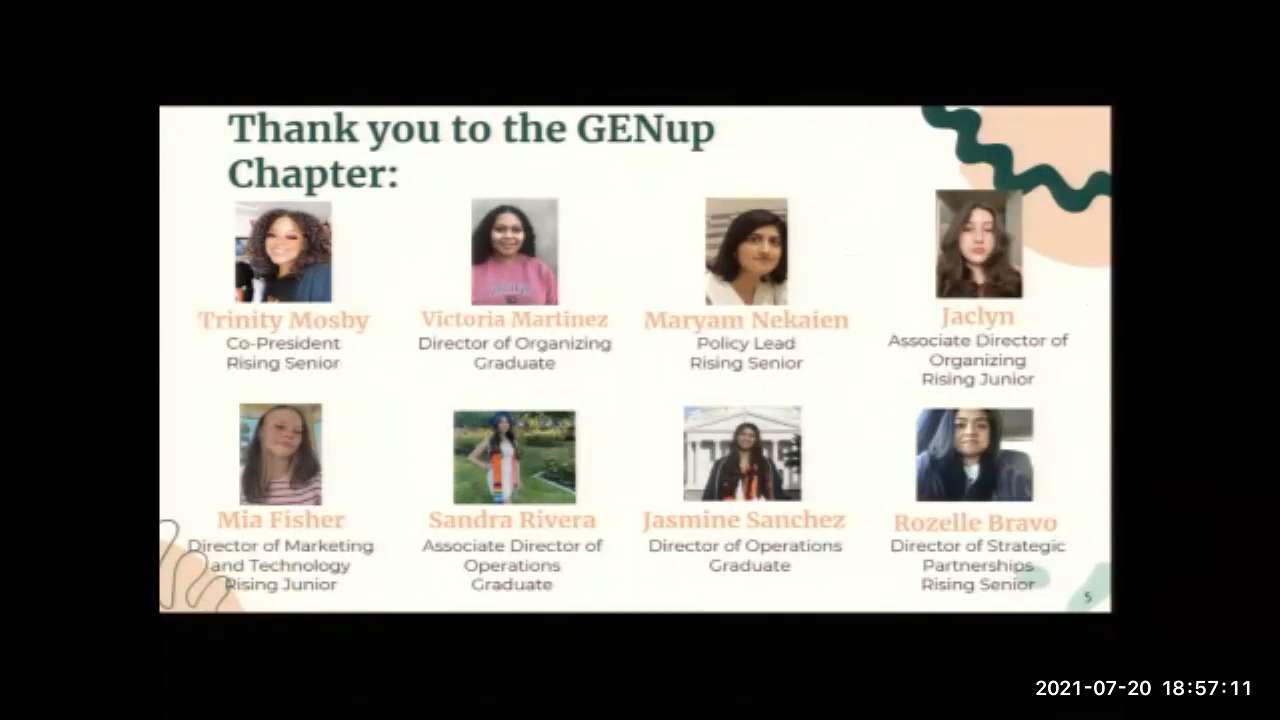 Thank you to the GENup
Chapter:
Trinity Mosby
Co-President
Rising Senior
Victoria Martinez
Director of Organizing
Graduate
Maryam Nekaien
Policy Lead
Rising Senior
Jaclyn
Associate Director of
Organizing
Rising Junior
Mia Fisher
Director of Marketing
and Technology
Rising Junior
Sandra Rivera
Associate Director of
Operations
Graduate
Jasmine Sanchez
Director of Operations
Graduate
Rozelle Bravo
Director of Strategic
Partnerships
Rising Senior
5
2021-07-20 18:57:11